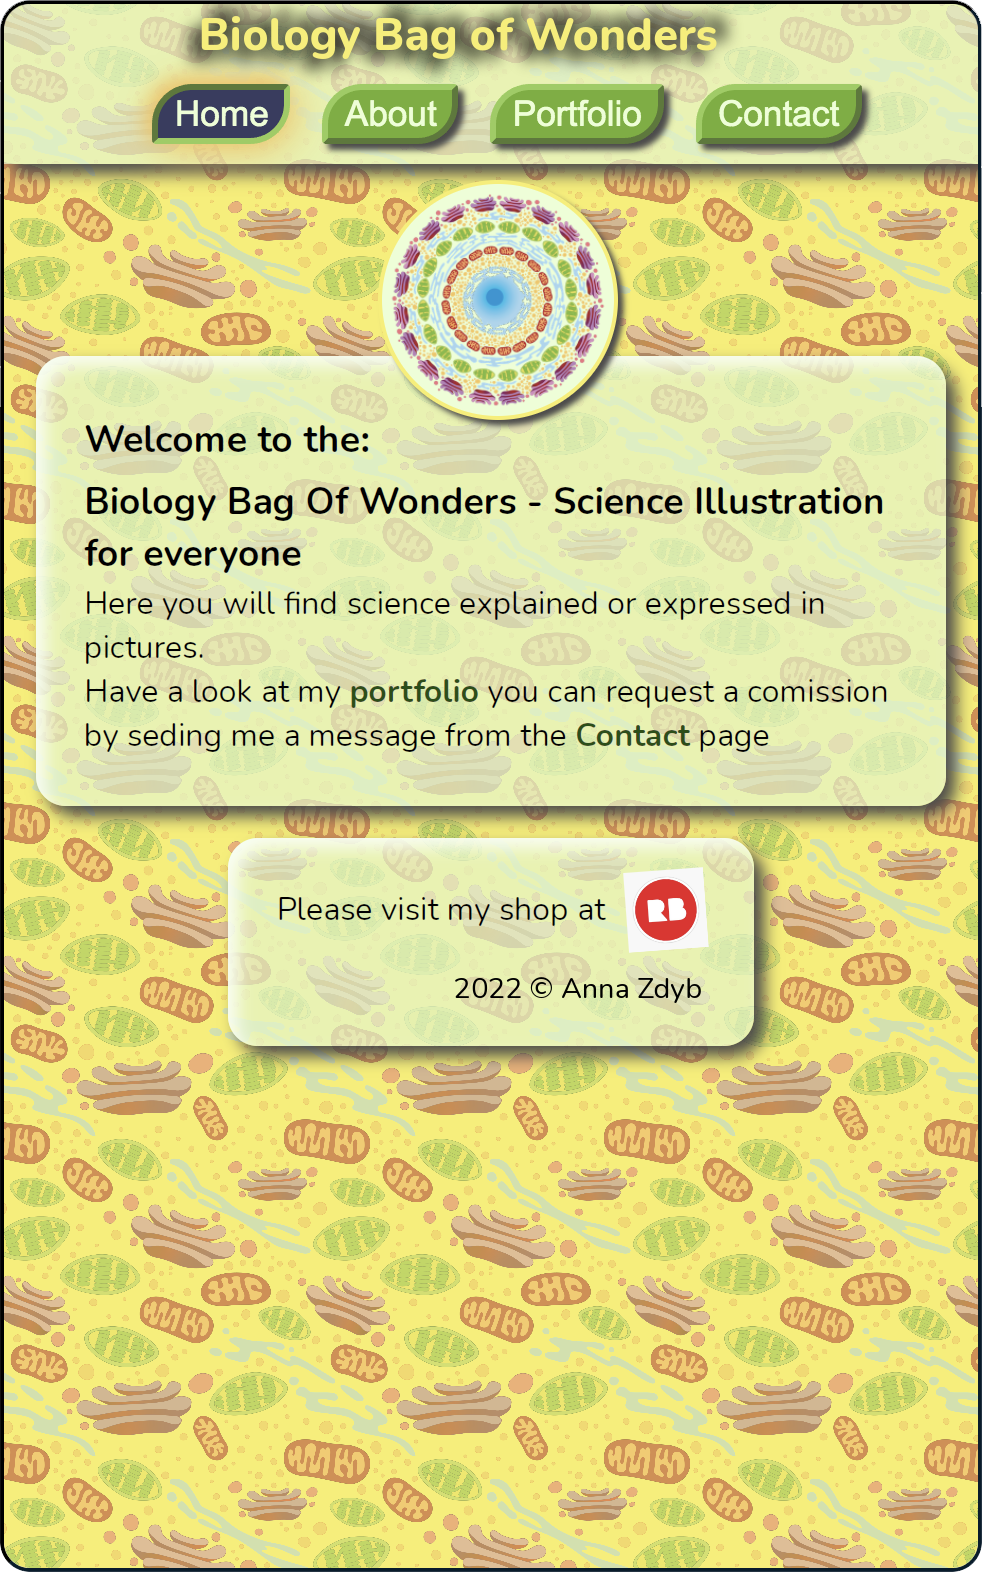 Biology Bag of Wonders
Home About Portfolio Contact
Welcome to the:
Biology Bag Of Wonders - Science Illustration
for everyone
Here you will find science explained or expressed in
pictures.
Have a look at my portfolio you can request a comission
by seding me a message from the Contact page
Please visit my shop at RB
2022 © Anna Zdyb